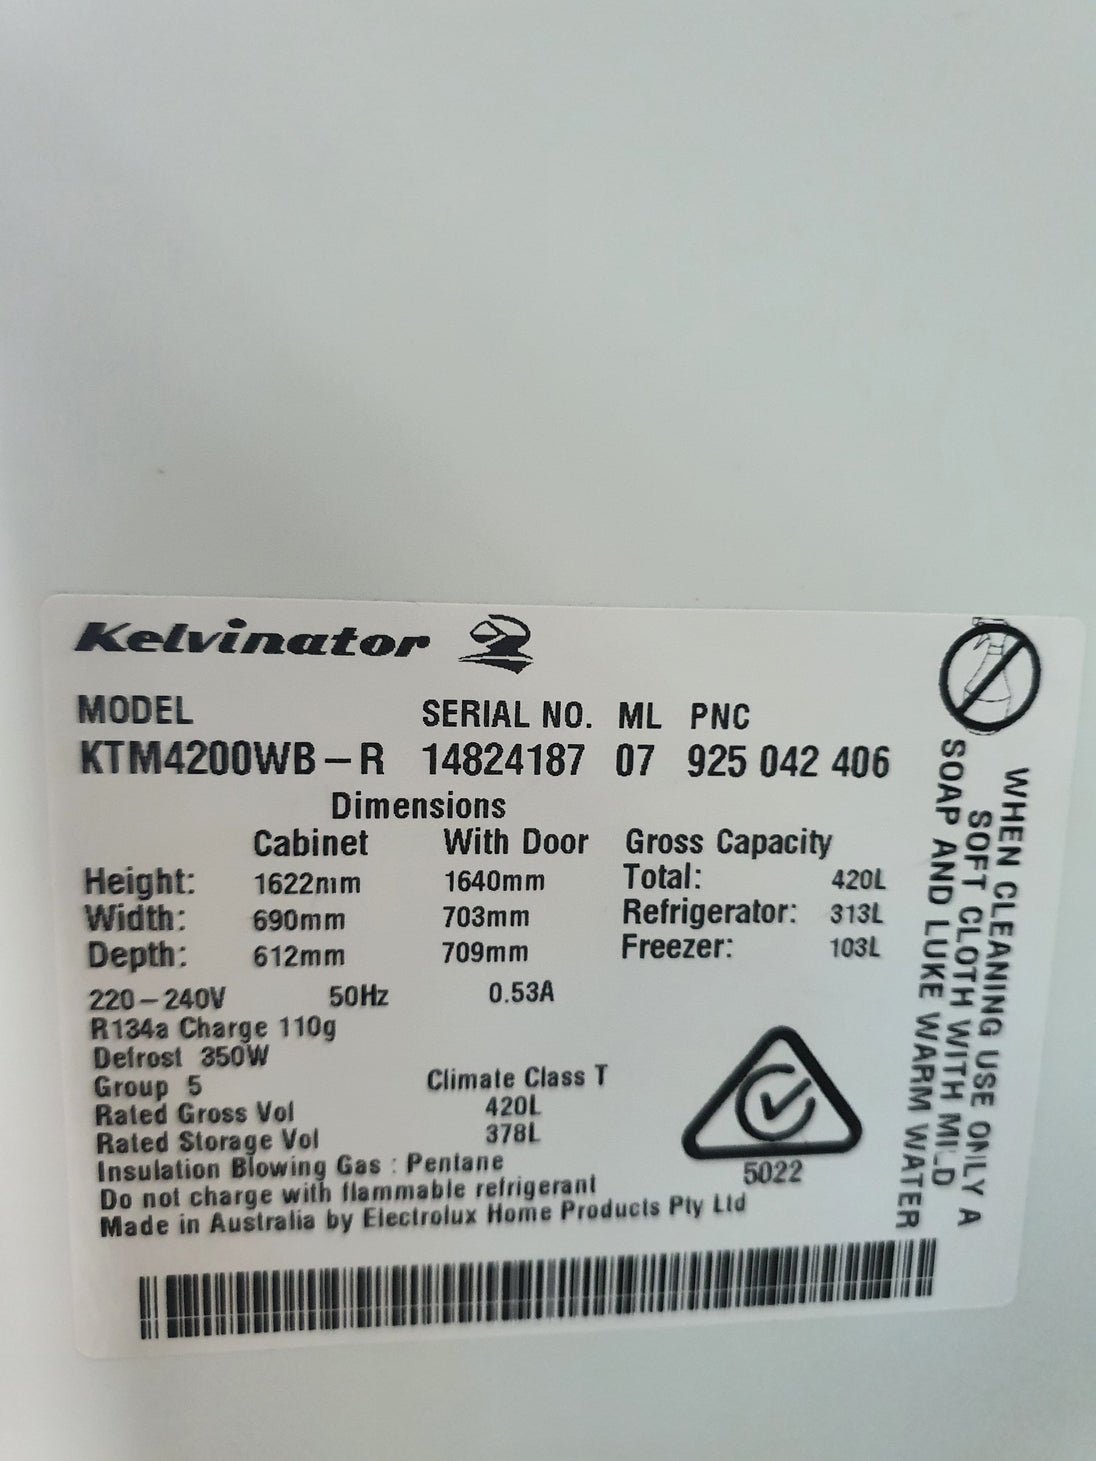 Kelvinator
MODEL SERIAL NO. ML PNC
KTM4200WB-R 14824187 07 925 042 406
Dimensions
Cabinet With Door Gross Capacity
Height: 1622mm 1640mm Total: 420L
Width: 690mm 703mm Refrigerator: 313L
Depth: 612mm 709mm Freezer: 103L
220-240V 50Hz 0.53A
R134a Charge 110g
Defrost 350W
Group 5 Climate Class T
Rated Gross Vol 420L
Rated Storage Vol 378L
Insulation Blowing Gas : Pentane
Do not charge with flammable refrigerant
Made in Australia by Electrolux Home Products Pty Ltd
5022
WHEN CLEANING USE ONLY A
SOFT CLOTH WITH MILD
SOAP AND LUKE WARM WATER